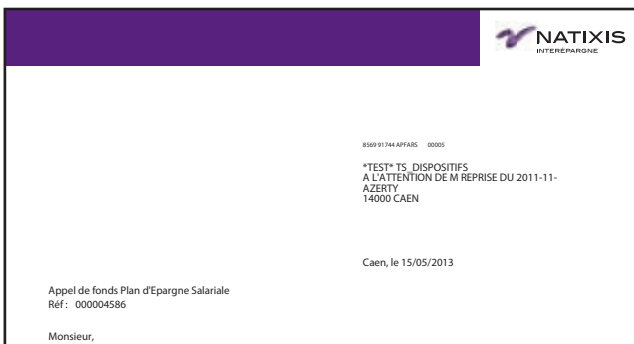 NATIXIS
INTERÉPARGNE
8569 91744 APFARS 00005
*TEST* TS_DISPOSITIFS
A L'ATTENTION DE M REPRISE DU 2011-11-
AZERTY
14000 CAEN
Caen, le 15/05/2013
Appel de fonds Plan d'Epargne Salariale
Réf : 000004586
Monsieur,